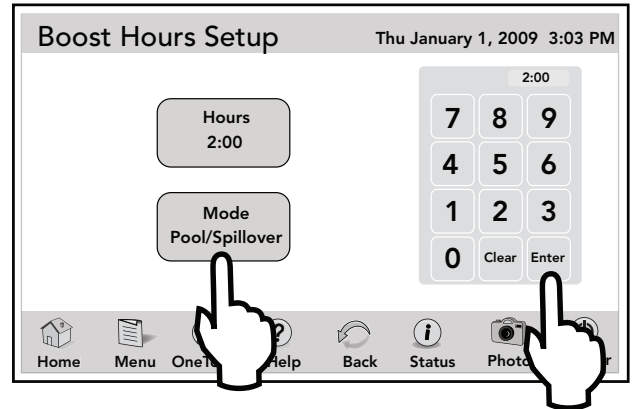 Boost Hours Setup
Thu January 1, 2009 3:03 PM
Hours
2:00
Mode
Pool/Spillover
2:00
7 8 9
4 5 6
1 2 3
0 Clear Enter
Home Menu Back Status